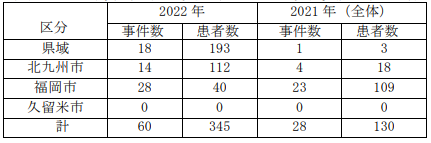 区分 2022 年 2021 年（全体）
事件数 患者数 事件数 患者数
県域 18 193 1 3
北九州市 14 112 4 18
福岡市 28 40 23 109
久留米市 0 0 0 0
計 60 345 28 130